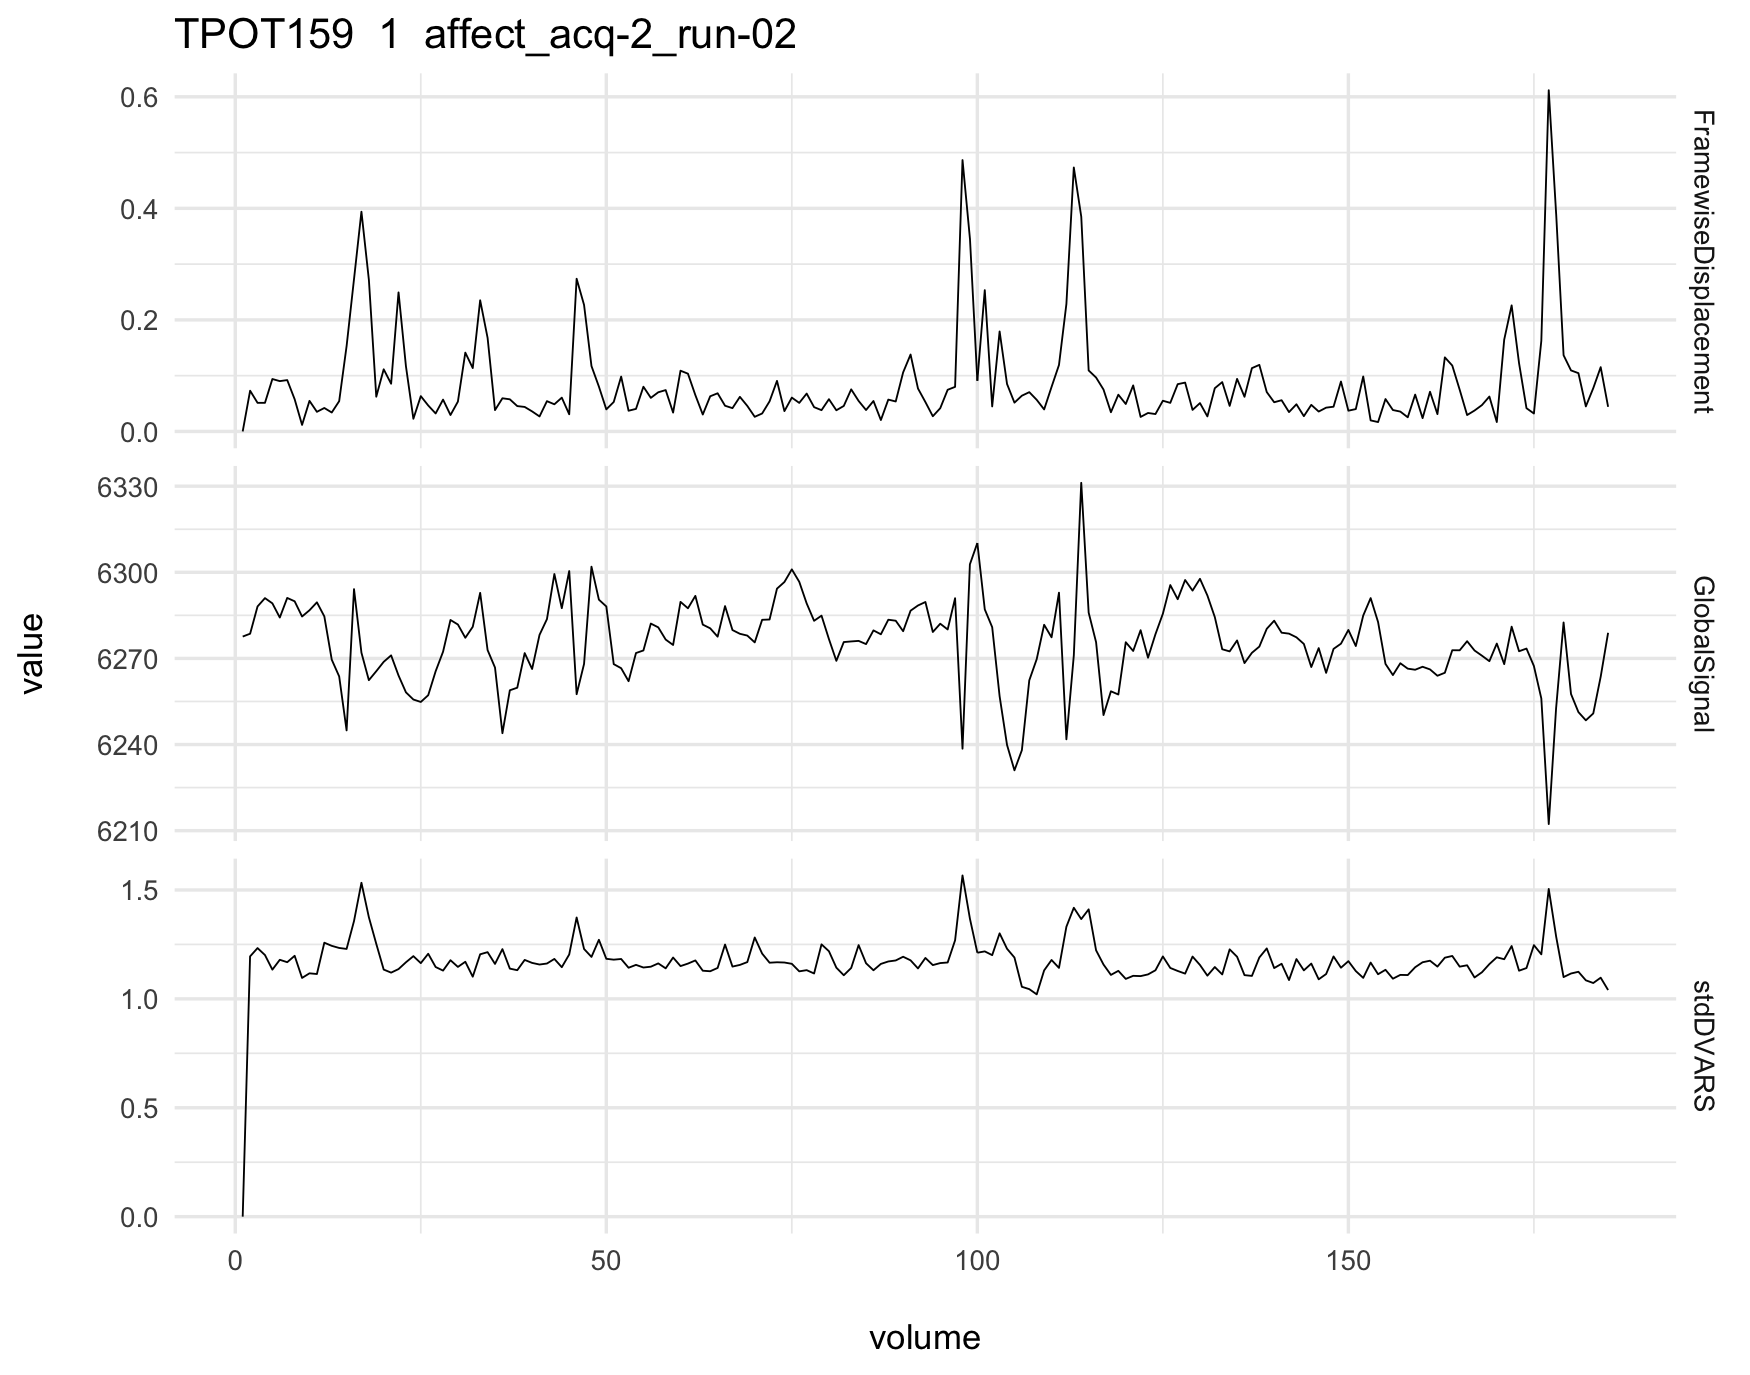 TPOT159 1 affect_acq-2_run-02
0.6
0.4
0.2
0.0
FramewiseDisplacement
6330
6300
6270
6240
6210
GlobalSignal
1.5
1.0
0.5
0.0
stdDVARS
value
0 50 100 150
volume